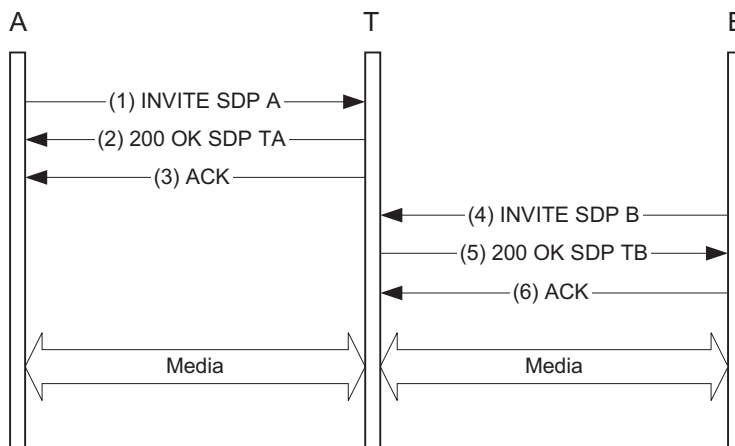 A T B
(1) INVITE SDP A
(2) 200 OK SDP TA
(3) ACK
(4) INVITE SDP B
(5) 200 OK SDP TB
(6) ACK
Media Media